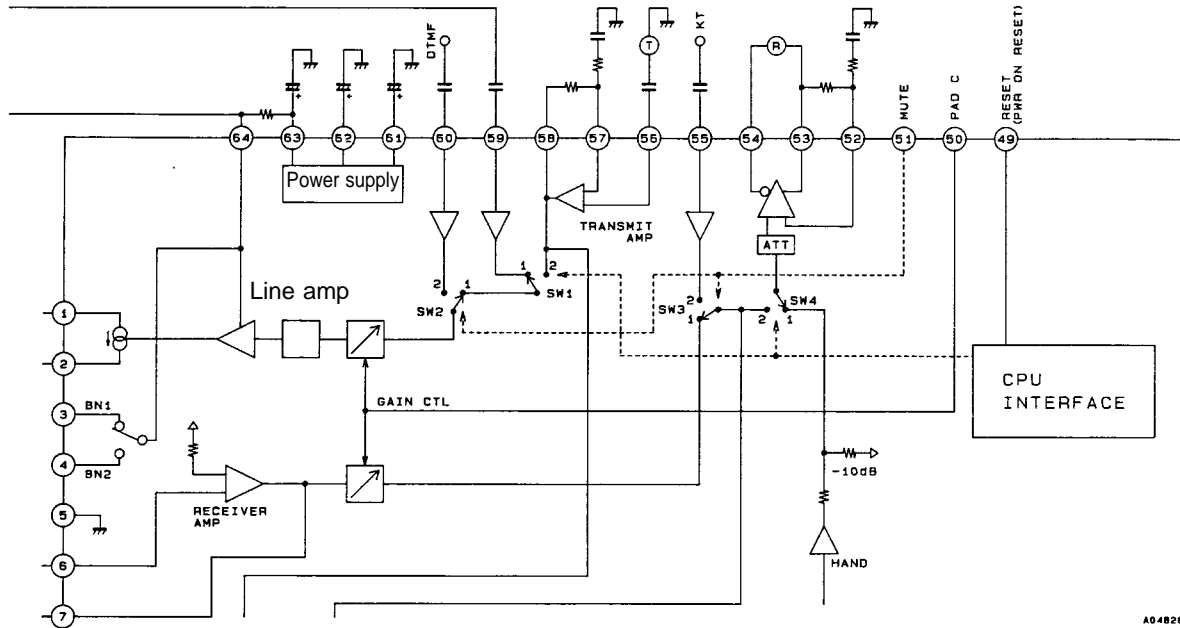 DTMF
T
KT
R
MUTE
PAD C
RESET
(PWR ON RESET)
64 63 62 61 60 59 58 57 56 55 54 53 52 51 50 49
+ + +
Power supply
TRANSMIT
AMP
ATT
1 2
SW1
2 1
SW2
Line amp
2
SW3
1
SW4
2 1
1
2
3
BN1
4
BN2
5
6
7
GAIN CTL
CPU
INTERFACE
-10dB
RECEIVER
AMP
HAND